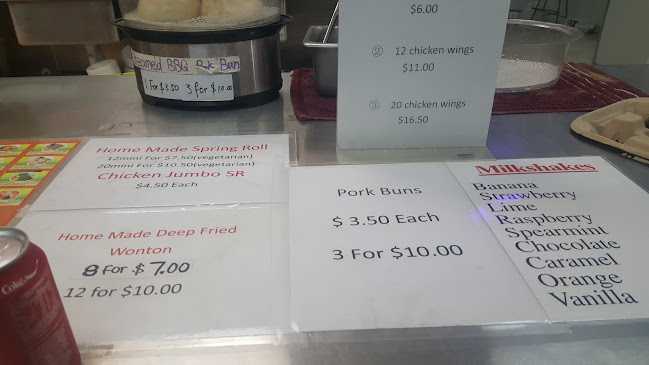 Steamed BBQ Pork Bun
1 For $3.50 3 for $10.00
$6.00
② 12 chicken wings
$11.00
③ 20 chicken wings
$16.50
Home Made Spring Roll
12mini For $7.50(vegetarian)
20mini For $10.50(vegetarian)
Chicken Jumbo SR
$4.50 Each
Home Made Deep Fried
Wonton
8 for $7.00
12 for $10.00
Pork Buns
$3.50 Each
3 For $10.00
Milkshakes
Banana
Strawberry
Lime
Raspberry
Spearmint
Chocolate
Caramel
Orange
Vanilla
Coke